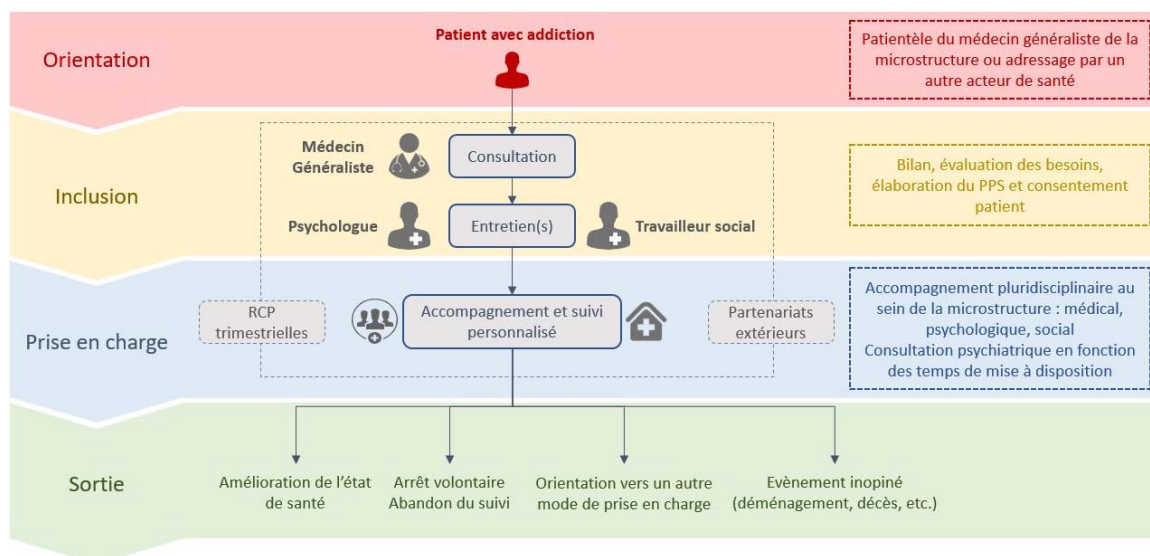 Orientation
Patient avec addiction
Patientèle du médecin généraliste de la
microstructure ou adressage par un
autre acteur de santé
Inclusion
Médecin
Généraliste
Consultation
Psychologue
Entretien(s)
Travailleur social
Bilan, évaluation des besoins,
élaboration du PPS et consentement
patient
Prise en charge
RCP
trimestrielles
Accompagnement et suivi
personnalisé
Partenariats
extérieurs
Accompagnement pluridisciplinaire au
sein de la microstructure : médical,
psychologique, social
Consultation psychiatrique en fonction
des temps de mise à disposition
Sortie
Amélioration de l'état
de santé
Arrêt volontaire
Abandon du suivi
Orientation vers un autre
mode de prise en charge
Evènement inopiné
(déménagement, décès, etc.)